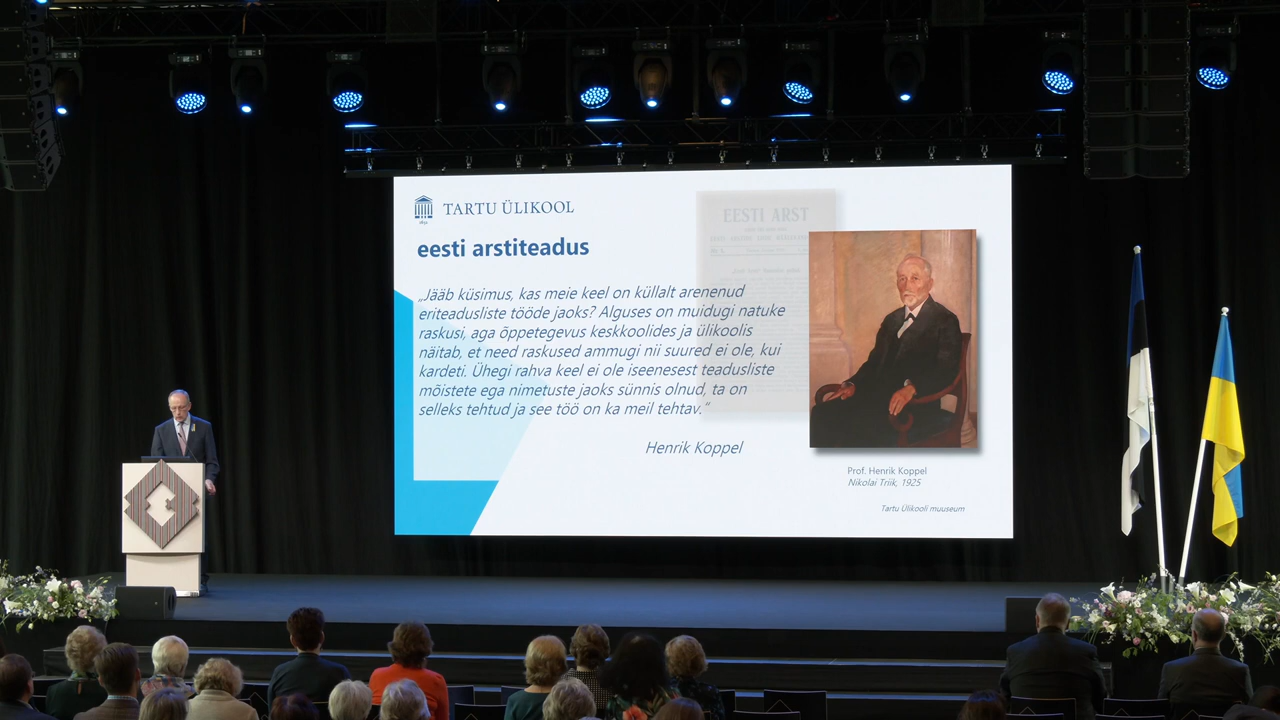 TARTU ÜLIKOOL
1632
eesti arstiteadus
EESTI ARST
„Jääb küsimus, kas meie keel on küllalt arenenud
eriteadusliste tööde jaoks? Alguses on muidugi natuke
raskusi, aga õppetegevus keskkoolides ja ülikoolis
näitab, et need raskused ammugi nii suured ei ole, kui
kardeti. Ühegi rahva keel ei ole iseenesest teadusliste
mõistete ega nimetuste jaoks sünnis olnud, ta on
selleks tehtud ja see töö on ka meil tehtav.“
Henrik Koppel
Prof. Henrik Koppel
Nikolai Triik, 1925
Tartu Ülikooli muuseum